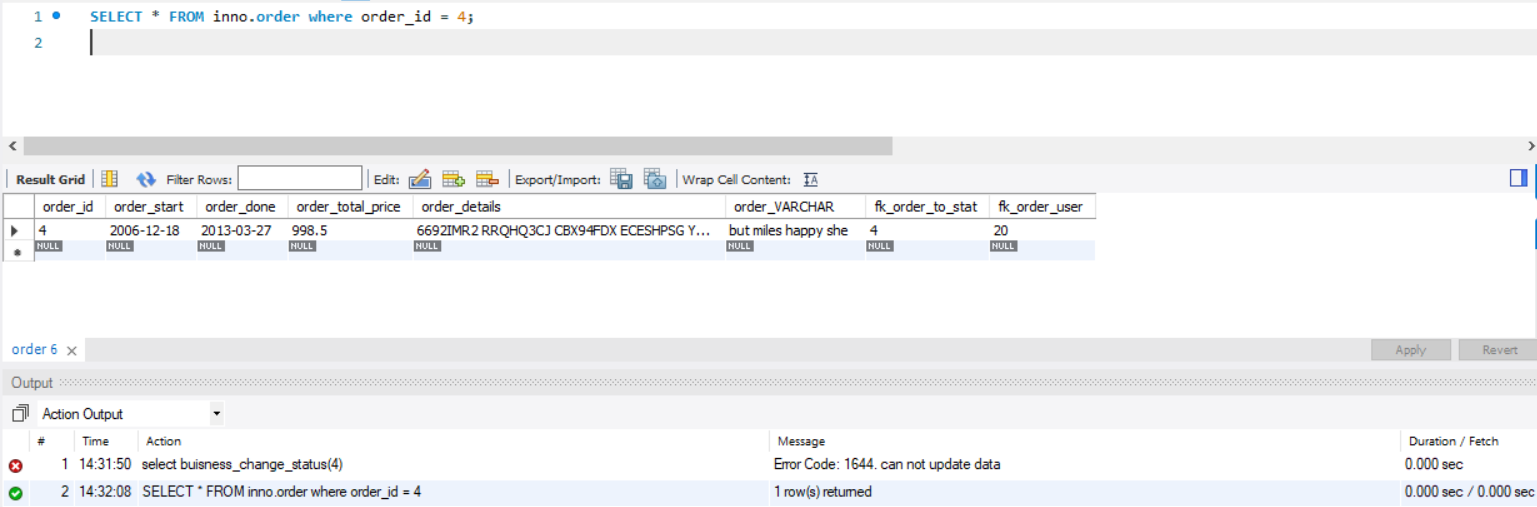 1 SELECT * FROM inno.order where order_id = 4;
2
Result Grid Filter Rows: Edit: Export/Import: Wrap Cell Content:
order_id order_start order_done order_total_price order_details order_VARCHAR fk_order_to_stat fk_order_user
4 2006-12-18 2013-03-27 998.5 6692IMR2 RRQHQ3CJ CBX94FDX ECESHPSG Y... but miles happy she 4 20
NULL NULL NULL NULL NULL NULL NULL NULL
order 6 Apply Revert
Output
Action Output
# Time Action Message Duration / Fetch
1 14:31:50 select buisness_change_status(4) Error Code: 1644. can not update data 0.000 sec
2 14:32:08 SELECT * FROM inno.order where order_id = 4 1 row(s) returned 0.000 sec / 0.000 sec